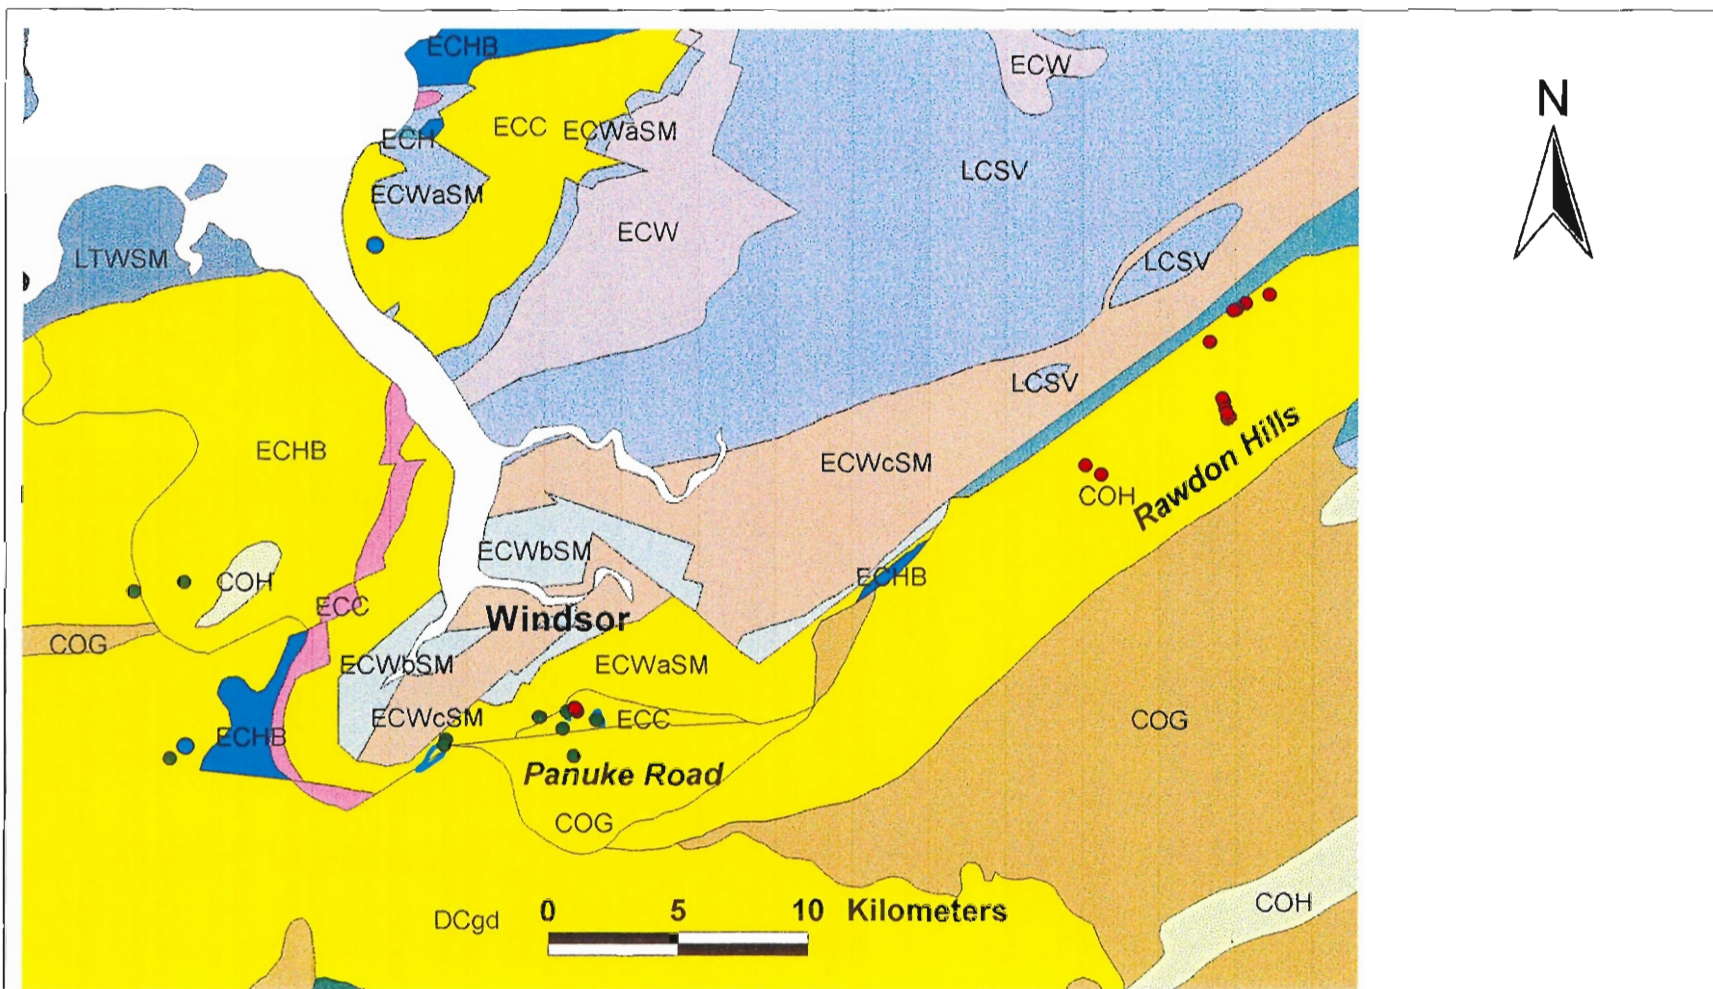 ECHB
ECW
N
ECH
ECC
ECWaSM
LCSV
ECWaSM
ECW
LTWSM
LCSV
LCSV
ECHB
ECWcSM
COH
Rawdon Hills
ECWbSM
COH
ECHB
ECC
Windsor
COG
ECWbSM
ECWaSM
ECWcSM
ECC
COG
ECHB
Panuke Road
COG
COH
DCgd
0 5 10 Kilometers